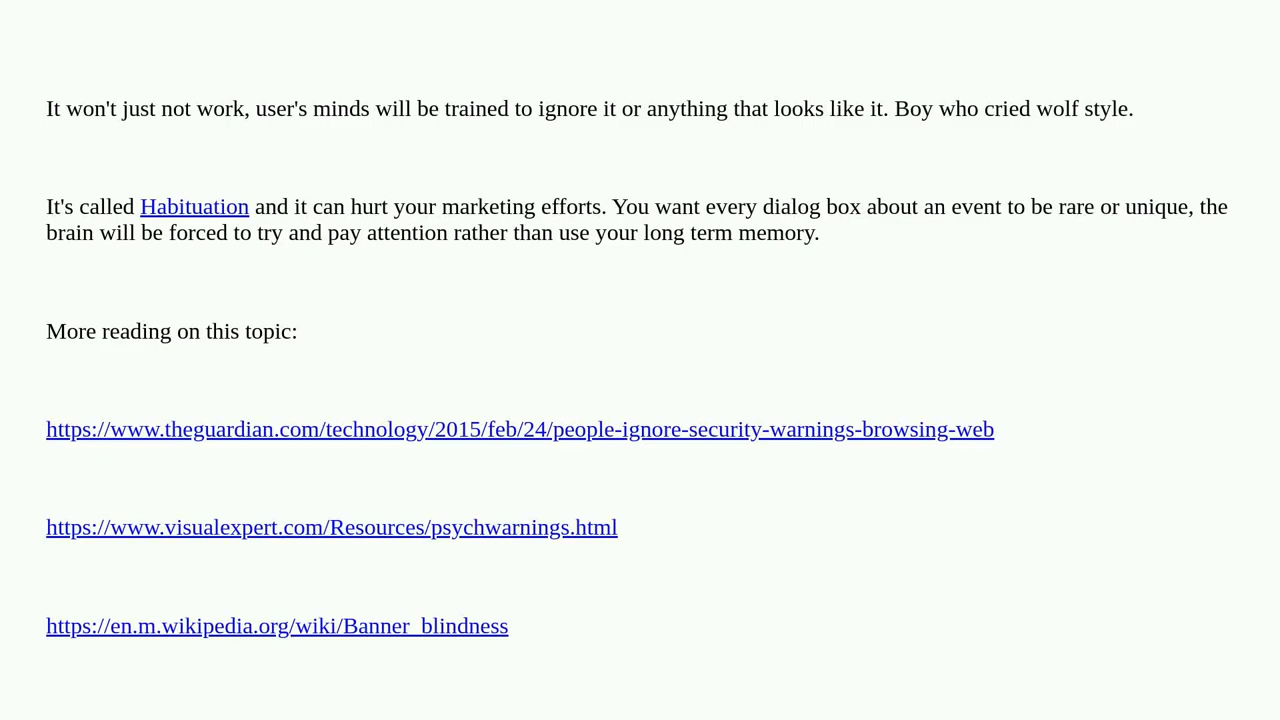 It won't just not work, user's minds will be trained to ignore it or anything that looks like it. Boy who cried wolf style.
It's called Habituation and it can hurt your marketing efforts. You want every dialog box about an event to be rare or unique, the
brain will be forced to try and pay attention rather than use your long term memory.
More reading on this topic:
https://www.theguardian.com/technology/2015/feb/24/people-ignore-security-warnings-browsing-web
https://www.visualexpert.com/Resources/psychwarnings.html
https://en.m.wikipedia.org/wiki/Banner_blindness